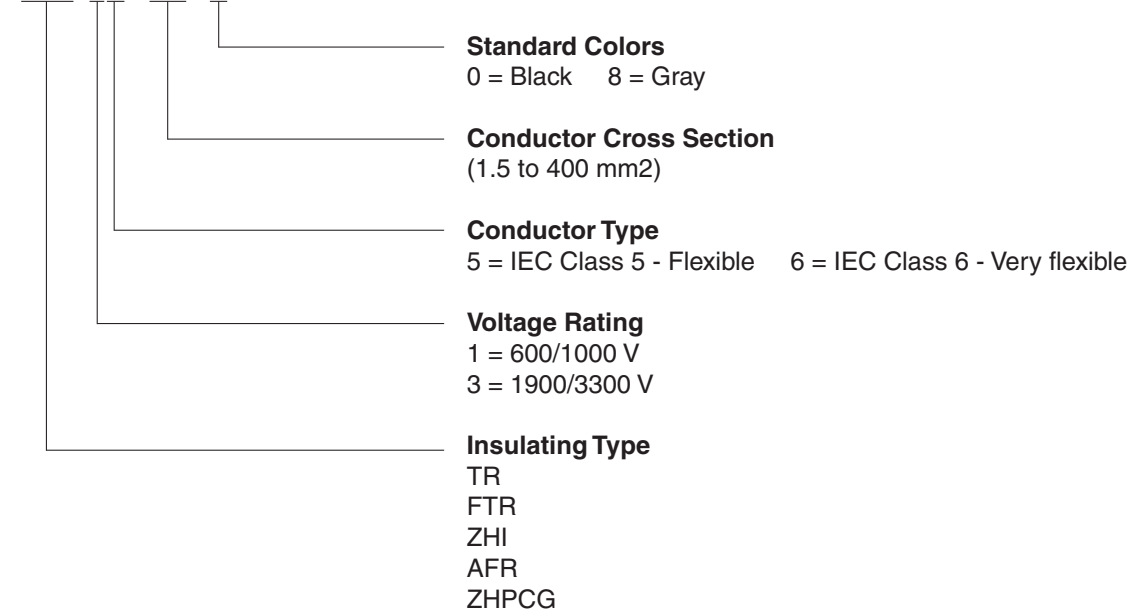 Standard Colors
0 = Black 8 = Gray
Conductor Cross Section
(1.5 to 400 mm2)
Conductor Type
5 = IEC Class 5 - Flexible 6 = IEC Class 6 - Very flexible
Voltage Rating
1 = 600/1000 V
3 = 1900/3300 V
Insulating Type
TR
FTR
ZHI
AFR
ZHPCG